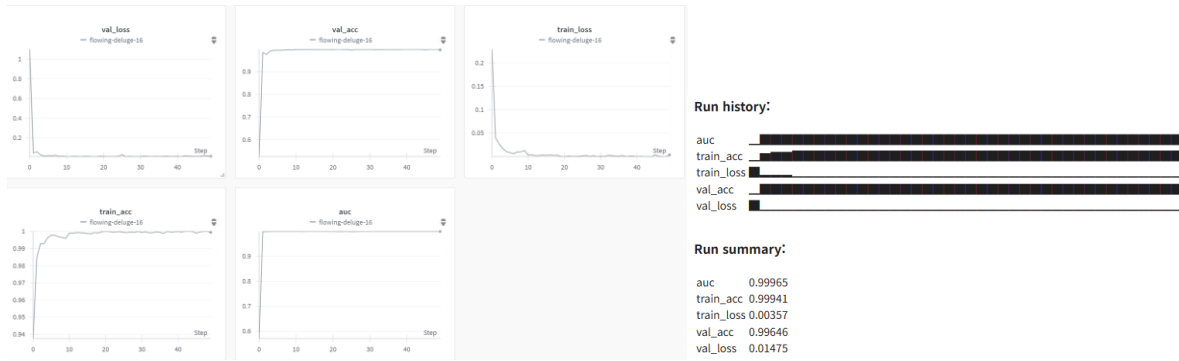 val_loss
flowing-deluge-16
1
0.8
0.6
0.4
0.2
Step
0 10 20 30 40
val_acc
flowing-deluge-16
0.9
0.8
0.7
0.6
Step
0 10 20 30 40
train_loss
flowing-deluge-16
0.2
0.15
0.1
0.05
Step
0 10 20 30 40
train_acc
flowing-deluge-16
1
0.99
0.98
0.97
0.96
0.95
0.94
Step
0 10 20 30 40
auc
flowing-deluge-16
0.9
0.8
0.7
0.6
Step
0 10 20 30 40
Run history:
auc
train_acc
train_loss
val_acc
val_loss
Run summary:
auc 0.99965
train_acc 0.99941
train_loss 0.00357
val_acc 0.99646
val_loss 0.01475